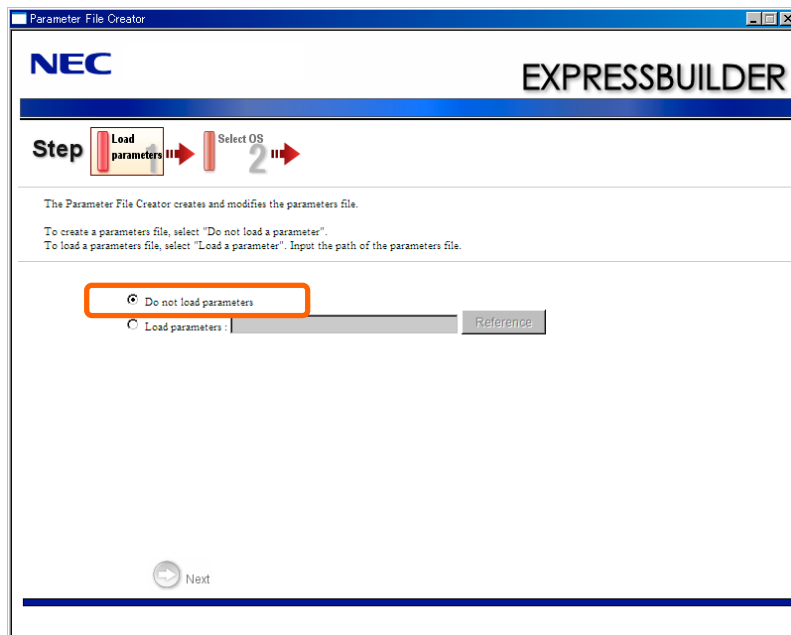 Parameter File Creator
NEC
EXPRESSBUILDER
Step
Load
parameters
1
Select OS
2
The Parameter File Creator creates and modifies the parameters file.
To create a parameters file, select "Do not load a parameter".
To load a parameters file, select "Load a parameter". Input the path of the parameters file.
Do not load parameters
Load parameters :
Reference
Next